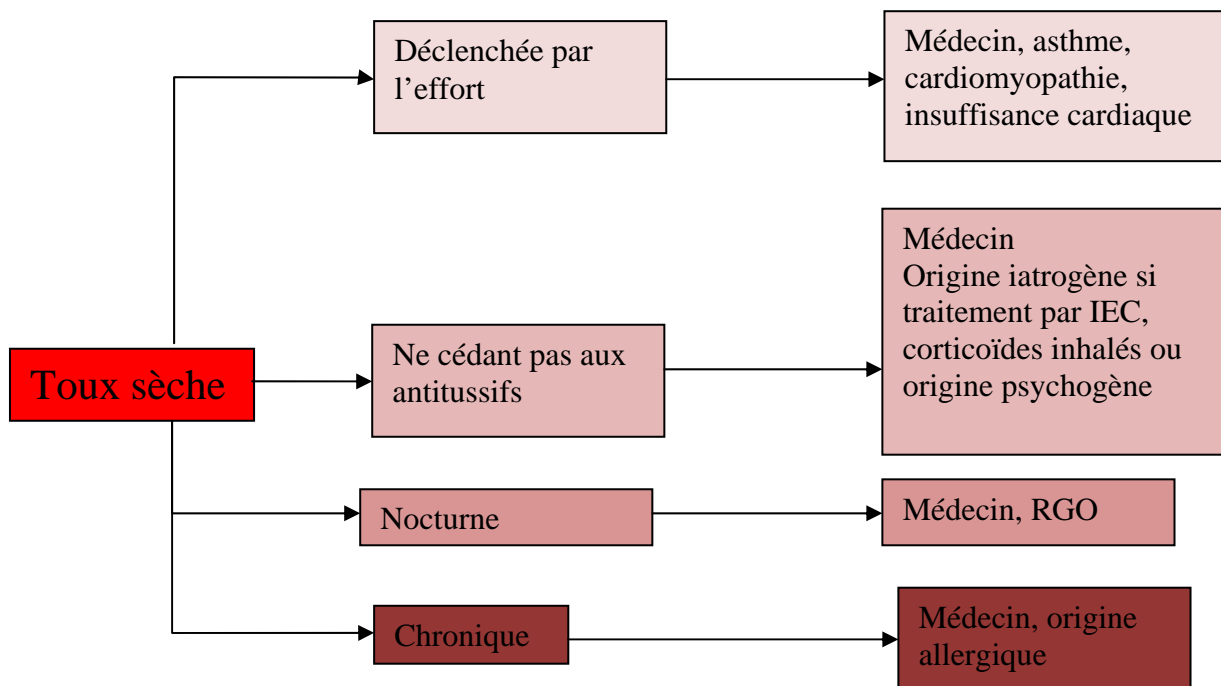 Déclenchée par
l’effort
Médecin, asthme,
cardiomyopathie,
insuffisance cardiaque
Toux sèche
Ne cédant pas aux
antitussifs
Médecin
Origine iatrogène si
traitement par IEC,
corticoïdes inhalés ou
origine psychogène
Nocturne
Médecin, RGO
Chronique
Médecin, origine
allergique